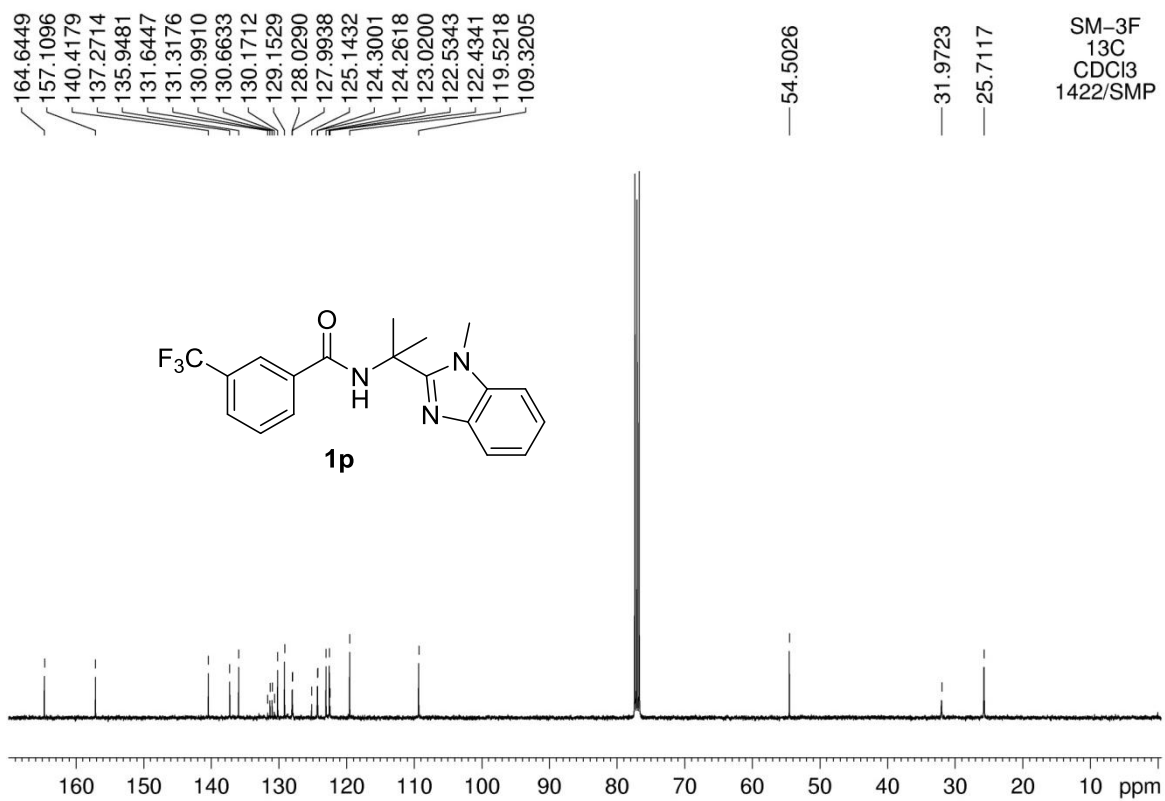 164.6449
157.1096
140.4179
137.2714
135.9481
131.6447
131.3176
130.9910
130.6633
130.1712
129.1529
128.0290
127.9938
125.1432
124.3001
124.2618
123.0200
122.5343
122.4341
119.5218
109.3205
54.5026
31.9723
25.7117
SM–3F
13C
CDCl3
1422/SMP
O
F3C
N
H
N
N
1p
160 150 140 130 120 110 100 90 80 70 60 50 40 30 20 10 ppm